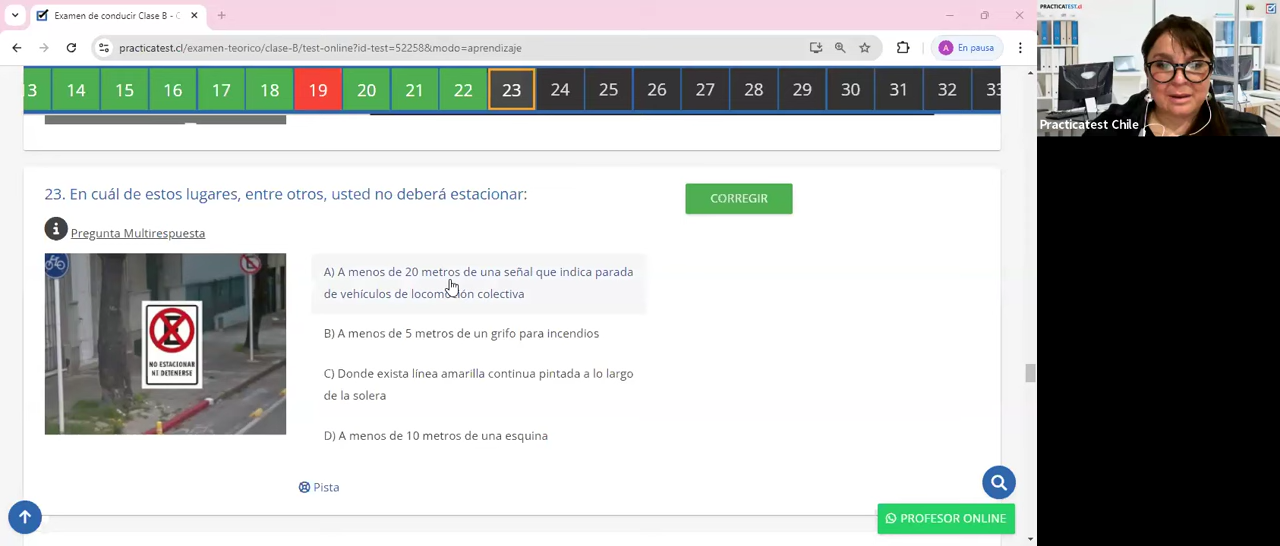 Examen de conducir Clase B - C
practicatest.cl/examen-teorico/clase-B/test-online?id-test=52258&modo=aprendizaje
A En pausa
PRACTICATEST.cl
Practicatest Chile
13 14 15 16 17 18 19 20 21 22 23 24 25 26 27 28 29 30 31 32 33
23. En cuál de estos lugares, entre otros, usted no deberá estacionar:
CORREGIR
Pregunta Multirespuesta
NO ESTACIONAR
NI DETENERSE
A) A menos de 20 metros de una señal que indica parada
de vehículos de locomoción colectiva
B) A menos de 5 metros de un grifo para incendios
C) Donde exista línea amarilla continua pintada a lo largo
de la solera
D) A menos de 10 metros de una esquina
Pista
PROFESOR ONLINE